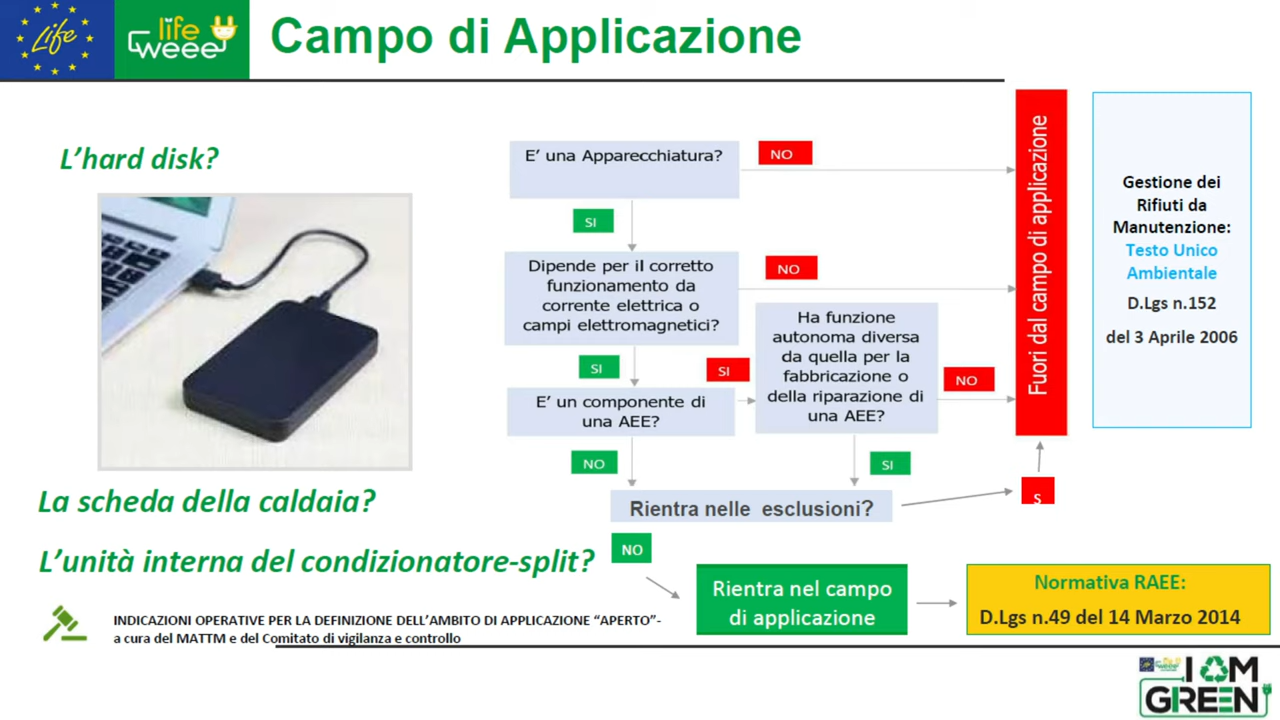 Life
life
weee
Campo di Applicazione
L'hard disk?
La scheda della caldaia?
L'unità interna del condizionatore-split?
E' una Apparecchiatura?
NO
SI
Dipende per il corretto
funzionamento da
corrente elettrica o
campi elettromagnetici?
NO
SI
E' un componente di
una AEE?
SI
NO
Ha funzione
autonoma diversa
da quella per la
fabbricazione o
della riparazione di
una AEE?
NO
SI
Rientra nelle esclusioni?
S
NO
Rientra nel campo
di applicazione
Fuori dal campo di applicazione
Gestione dei
Rifiuti da
Manutenzione:
Testo Unico
Ambientale
D.Lgs n.152
del 3 Aprile 2006
Normativa RAEE:
D.Lgs n.49 del 14 Marzo 2014
INDICAZIONI OPERATIVE PER LA DEFINIZIONE DELL'AMBITO DI APPLICAZIONE “APERTO”-
a cura del MATTM e del Comitato di vigilanza e controllo
I AM
GREEN